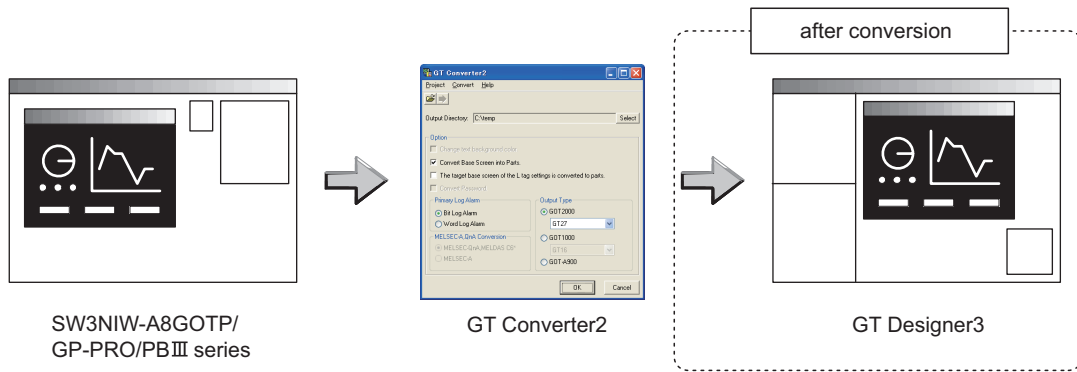 after conversion
GT Converter2
Project Convert Help
Output Directory: C:\temp Select
Option
Change text background color
Convert Base Screen into Parts.
The target base screen of the L tag settings is converted to parts.
Convert Password
Primary Log Alarm
Bit Log Alarm
Word Log Alarm
MELSEC-A,QnA Conversion
MELSEC-QnA,MELDAS C6*
MELSEC-A
Output Type
GOT2000
GT27
GOT1000
GT16
GOT-A900
OK Cancel
SW3NIW-A8GOTP/
GP-PRO/PBⅢ series
GT Converter2
GT Designer3